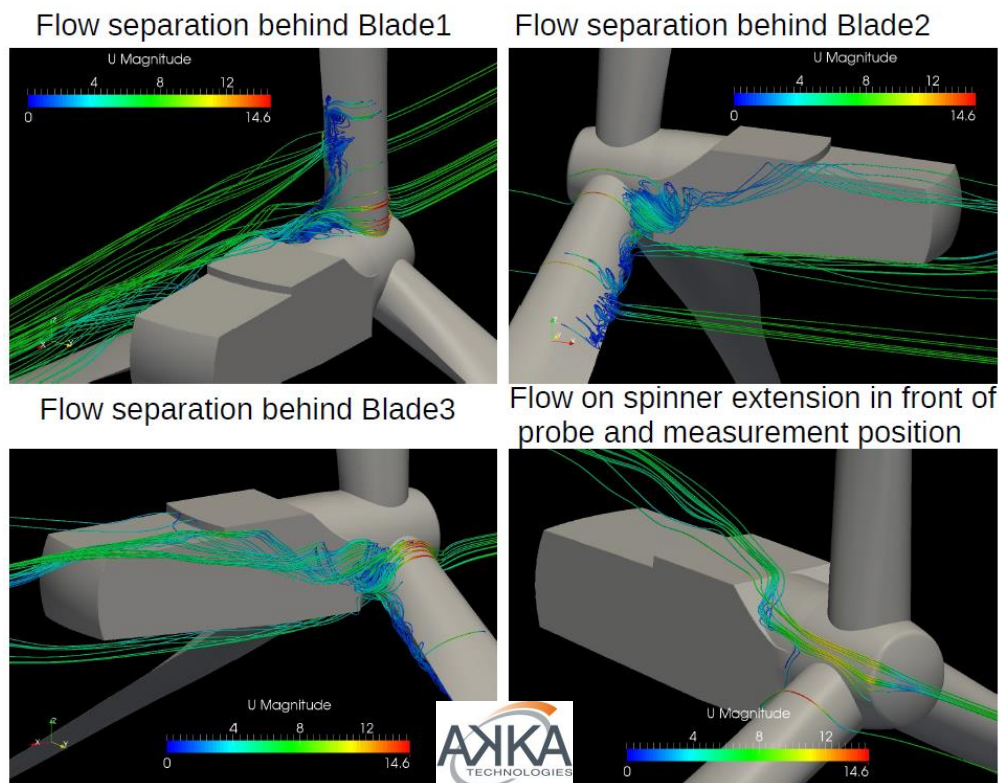 Flow separation behind Blade1
U Magnitude
4 8 12
0 14.6
Flow separation behind Blade2
U Magnitude
4 8 12
0 14.6
Flow separation behind Blade3
U Magnitude
4 8 12
0 14.6
Flow on spinner extension in front of
probe and measurement position
U Magnitude
4 8 12
0 14.6
AKKA
TECHNOLOGIES